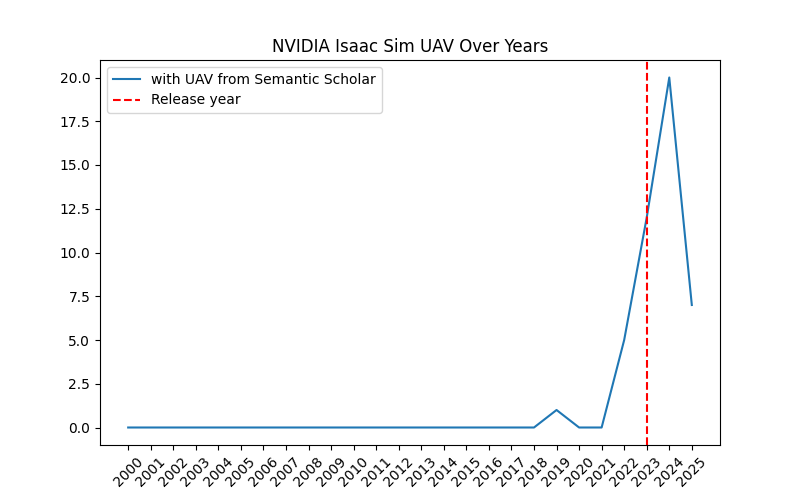 NVIDIA Isaac Sim UAV Over Years
with UAV from Semantic Scholar
Release year
20.0
17.5
15.0
12.5
10.0
7.5
5.0
2.5
0.0
2000 2001 2002 2003 2004 2005 2006 2007 2008 2009 2010 2011 2012 2013 2014 2015 2016 2017 2018 2019 2020 2021 2022 2023 2024 2025